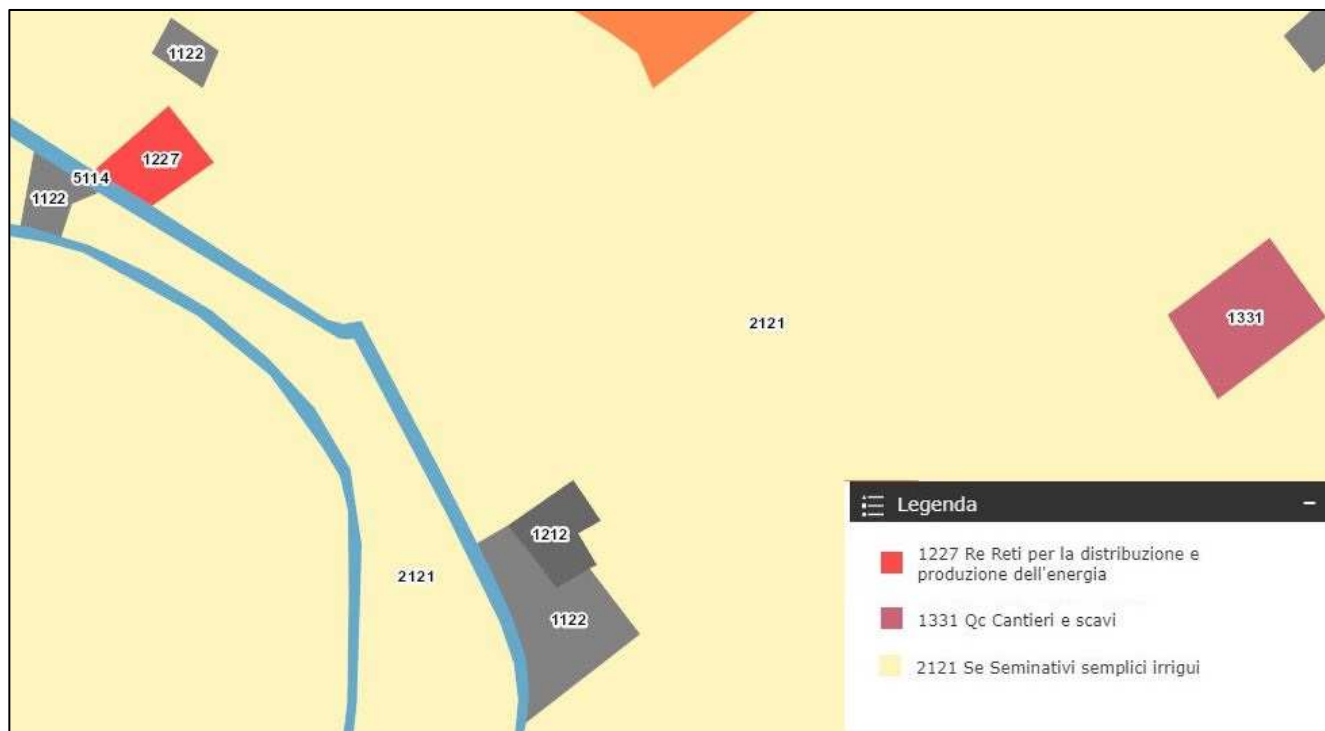 1122
1227
5114
1122
2121
1331
1212
2121
1122
Legenda
1227 Re Reti per la distribuzione e
produzione dell'energia
1331 Qc Cantieri e scavi
2121 Se Seminativi semplici irrigui